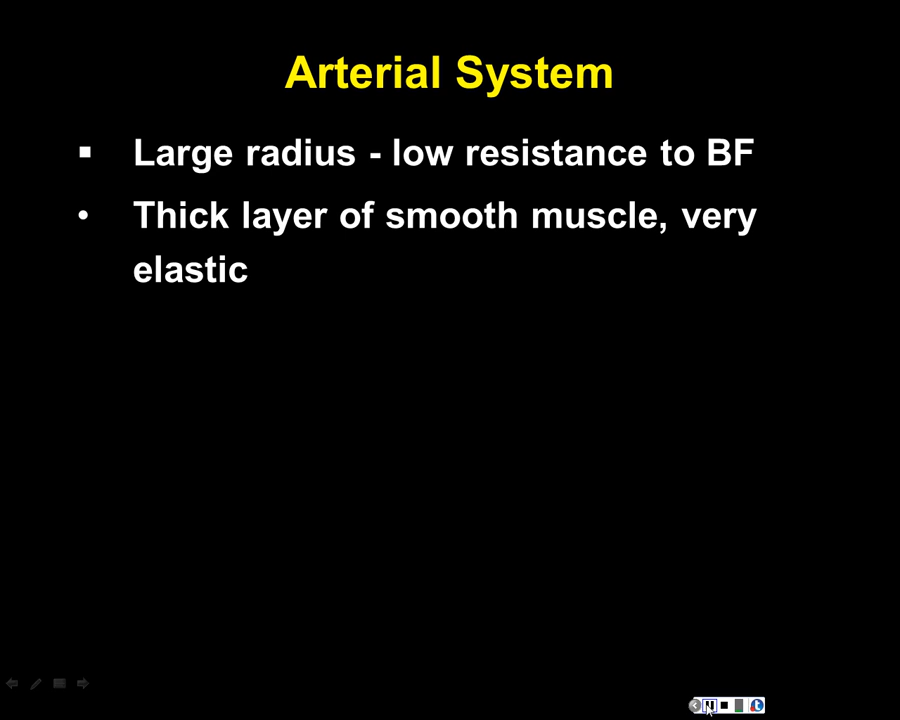 Arterial System
▪ Large radius - low resistance to BF
• Thick layer of smooth muscle, very
elastic